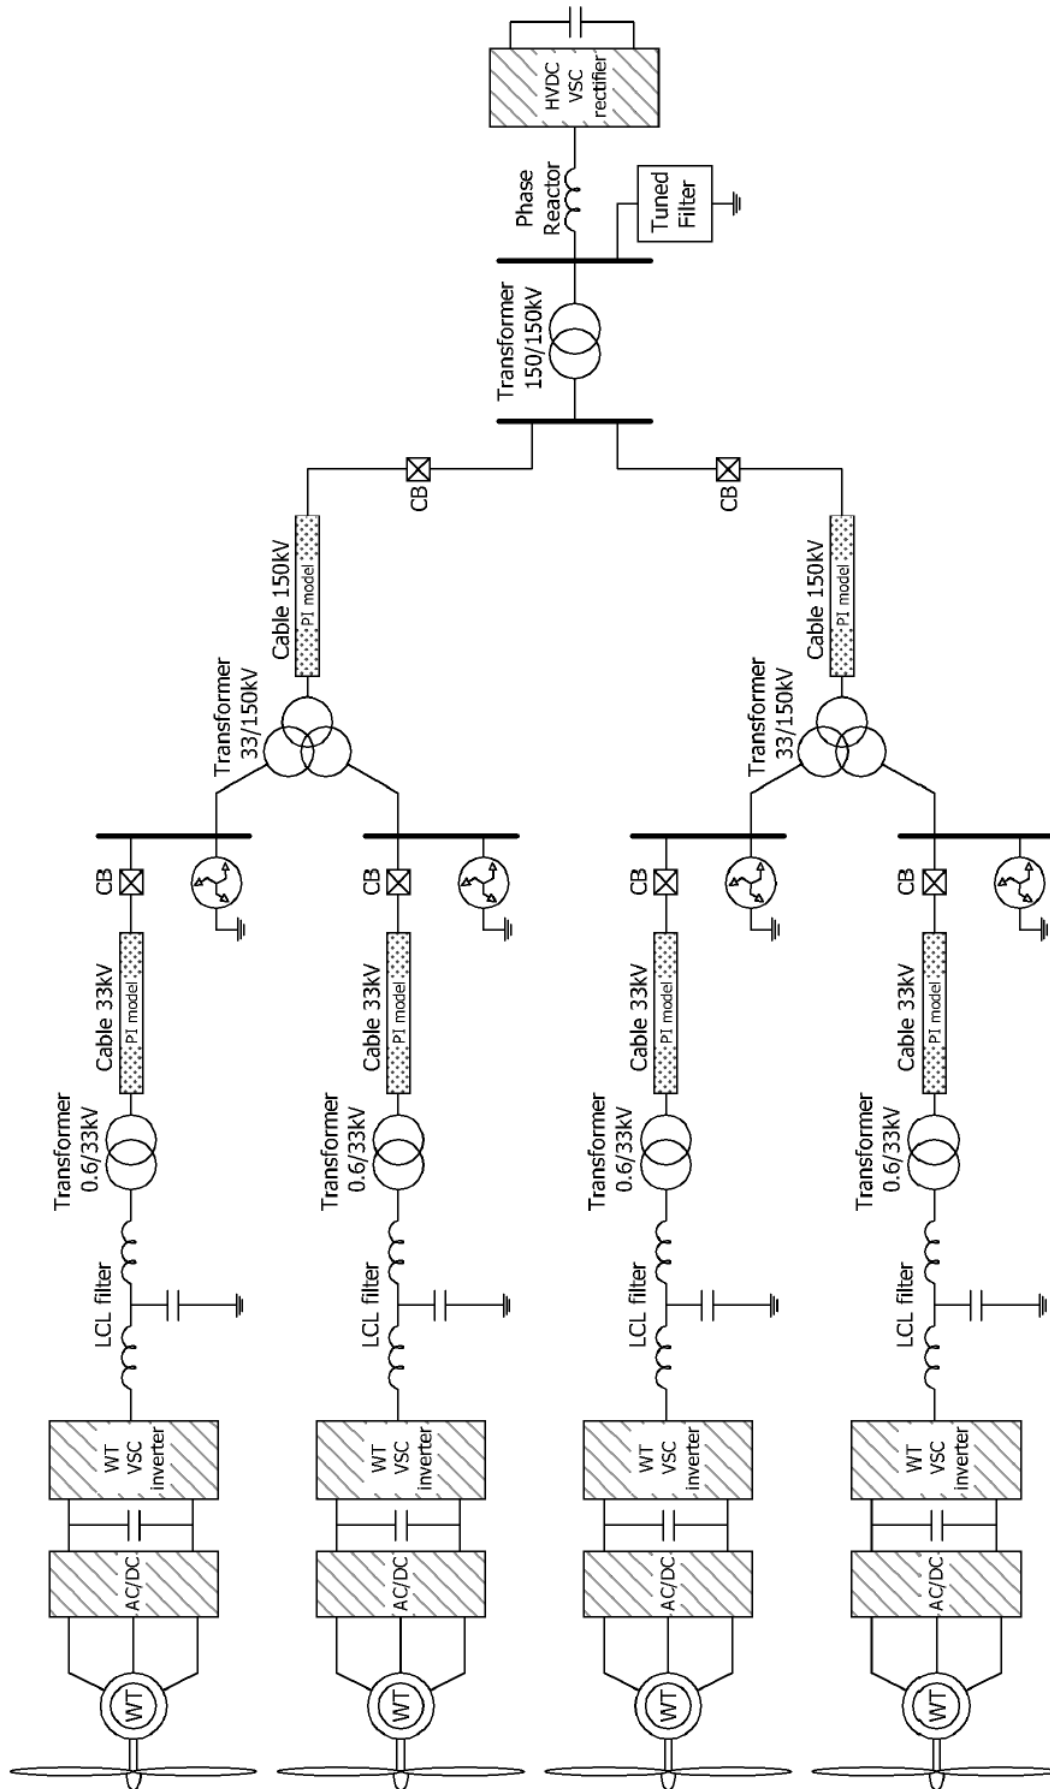 HVDC
VSC
rectifier
Phase
Reactor
Tuned
Filter
Transformer
150/150kV
CB
CB
Cable 150kV
PI model
Cable 150kV
PI model
Transformer
33/150kV
Transformer
33/150kV
CB
CB
CB
CB
Cable 33kV
PI model
Cable 33kV
PI model
Cable 33kV
PI model
Cable 33kV
PI model
Transformer
0.6/33kV
Transformer
0.6/33kV
Transformer
0.6/33kV
Transformer
0.6/33kV
LCL filter
LCL filter
LCL filter
LCL filter
WT
VSC
inverter
WT
VSC
inverter
WT
VSC
inverter
WT
VSC
inverter
AC/DC
AC/DC
AC/DC
AC/DC
WT
WT
WT
WT